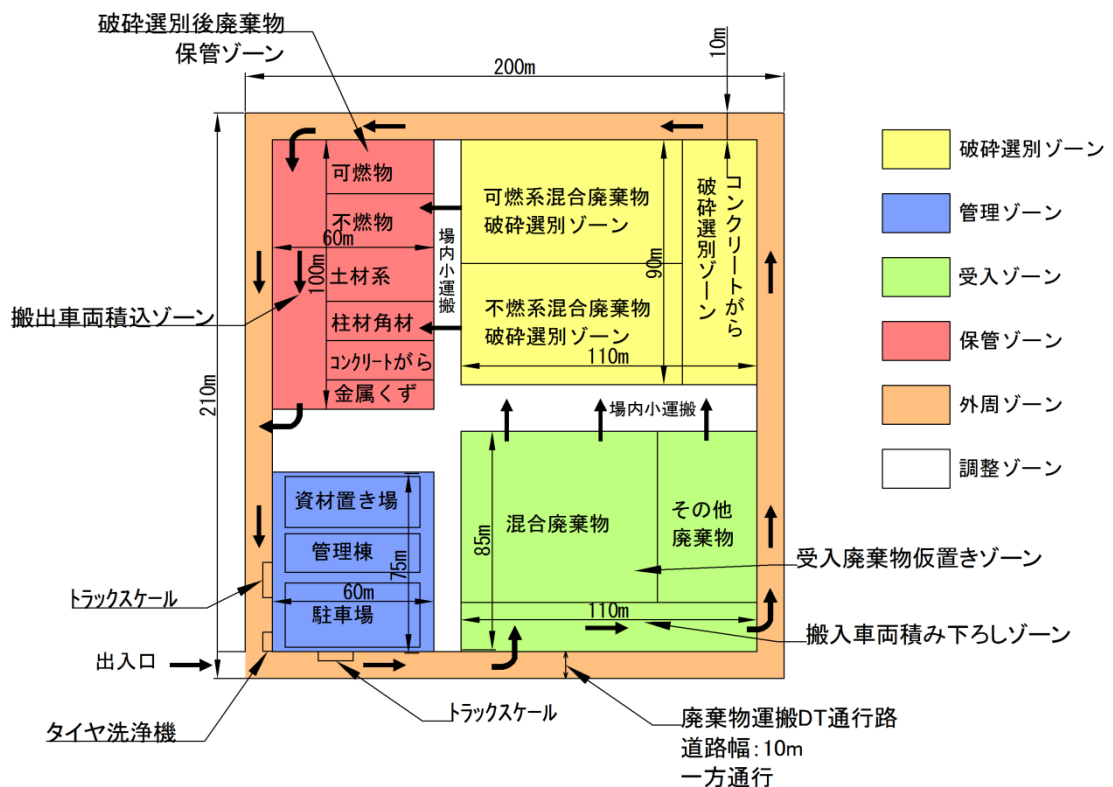 破砕選別後廃棄物
保管ゾーン
10m
200m
210m
可燃物
不燃物
60m
100m
土材系
柱材角材
コンクリートがら
金属くず
場内小運搬
可燃系混合廃棄物
破砕選別ゾーン
不燃系混合廃棄物
破砕選別ゾーン
110m
90m
コンクリートがら
破砕選別ゾーン
搬出車両積込ゾーン
場内小運搬
資材置き場
管理棟
75m
60m
駐車場
混合廃棄物
85m
その他
廃棄物
110m
受入廃棄物仮置きゾーン
搬入車両積み下ろしゾーン
トラックスケール
出入口
タイヤ洗浄機
トラックスケール
廃棄物運搬DT通行路
道路幅:10m
一方通行
破砕選別ゾーン
管理ゾーン
受入ゾーン
保管ゾーン
外周ゾーン
調整ゾーン